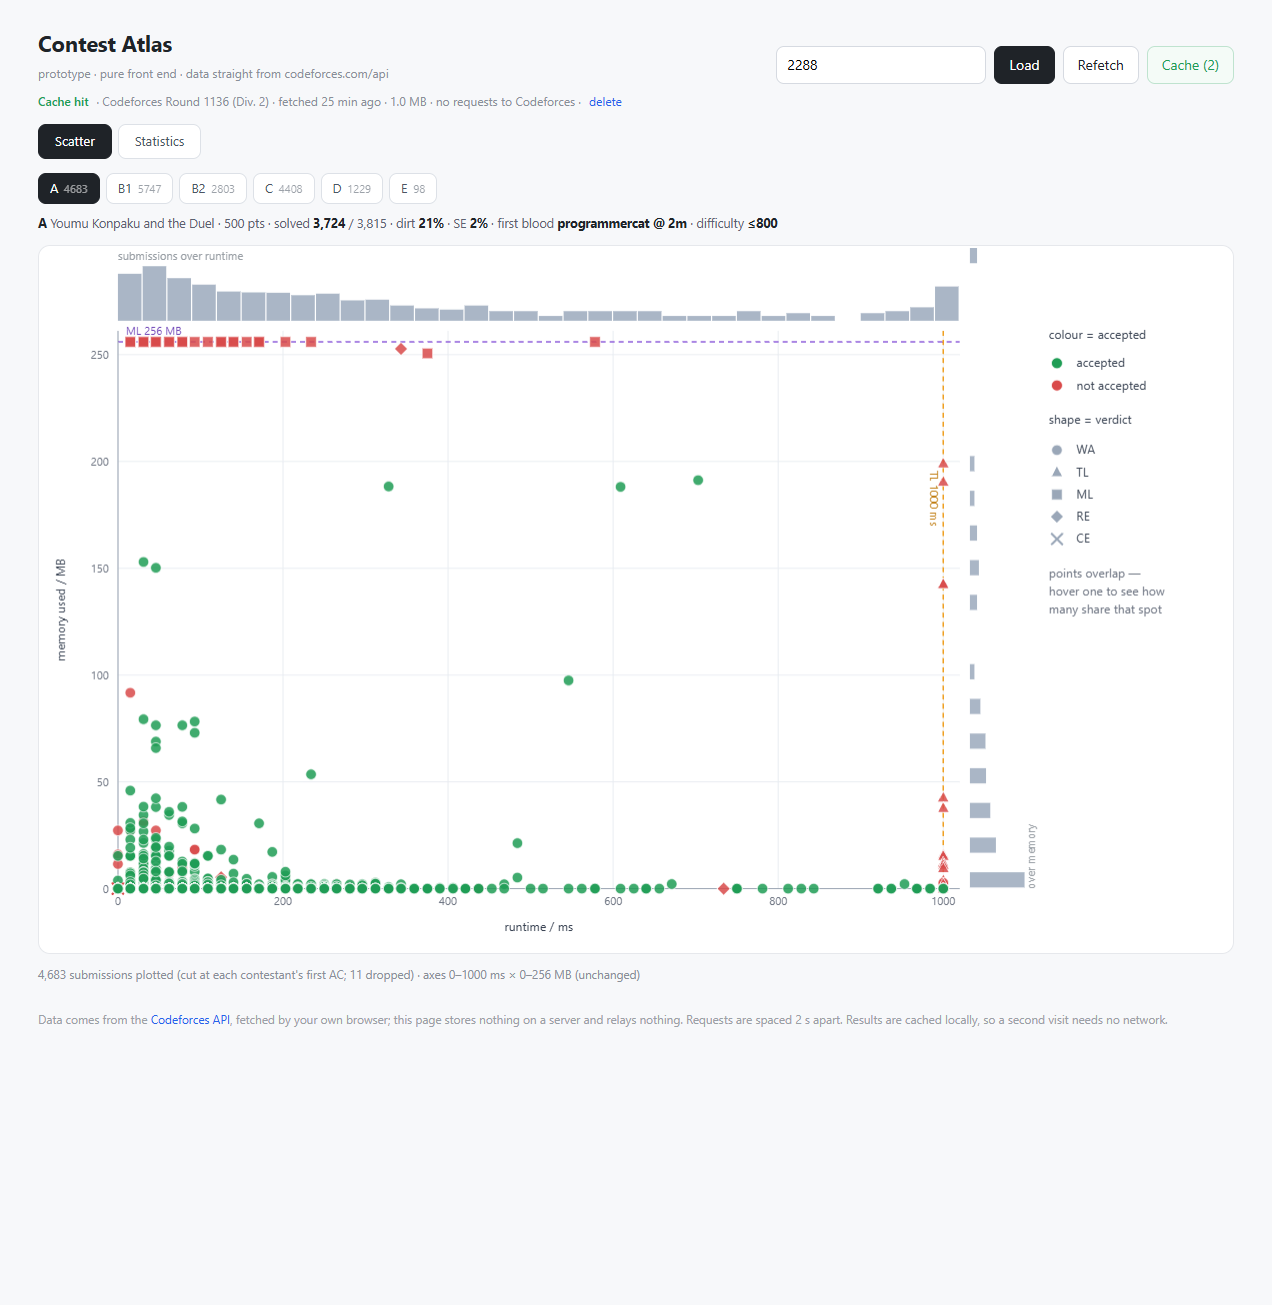 Contest Atlas
prototype · pure front end · data straight from codeforces.com/api
2288
Load
Refetch
Cache (2)
Cache hit · Codeforces Round 1136 (Div. 2) · fetched 25 min ago · 1.0 MB · no requests to Codeforces · delete
Scatter
Statistics
A 4683
B1 5747
B2 2803
C 4408
D 1229
E 98
A Youmu Konpaku and the Duel · 500 pts · solved 3,724 / 3,815 · dirt 21% · SE 2% · first blood programmercat @ 2m · difficulty ≤800
submissions over runtime
ML 256 MB
250
200
150
100
50
0
memory used / MB
TL 1000 ms
over memory
0
200
400
600
800
1000
runtime / ms
colour = accepted
accepted
not accepted
shape = verdict
WA
TL
ML
RE
CE
points overlap —
hover one to see how
many share that spot
4,683 submissions plotted (cut at each contestant's first AC; 11 dropped) · axes 0–1000 ms × 0–256 MB (unchanged)
Data comes from the Codeforces API, fetched by your own browser; this page stores nothing on a server and relays nothing. Requests are spaced 2 s apart. Results are cached locally, so a second visit needs no network.